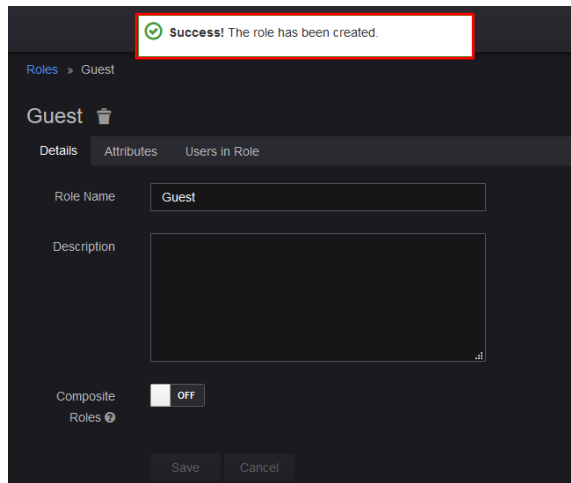 Success! The role has been created.
Roles » Guest
Guest
Details Attributes Users in Role
Role Name Guest
Description
Composite OFF
Roles
Save Cancel